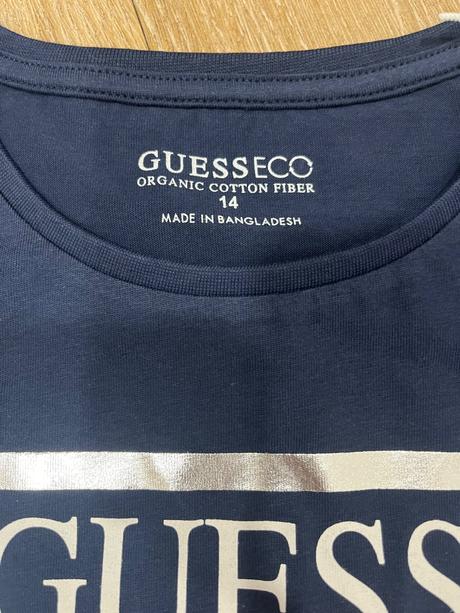 GUESSECO
ORGANIC COTTON FIBER
14
MADE IN BANGLADESH
GUESS